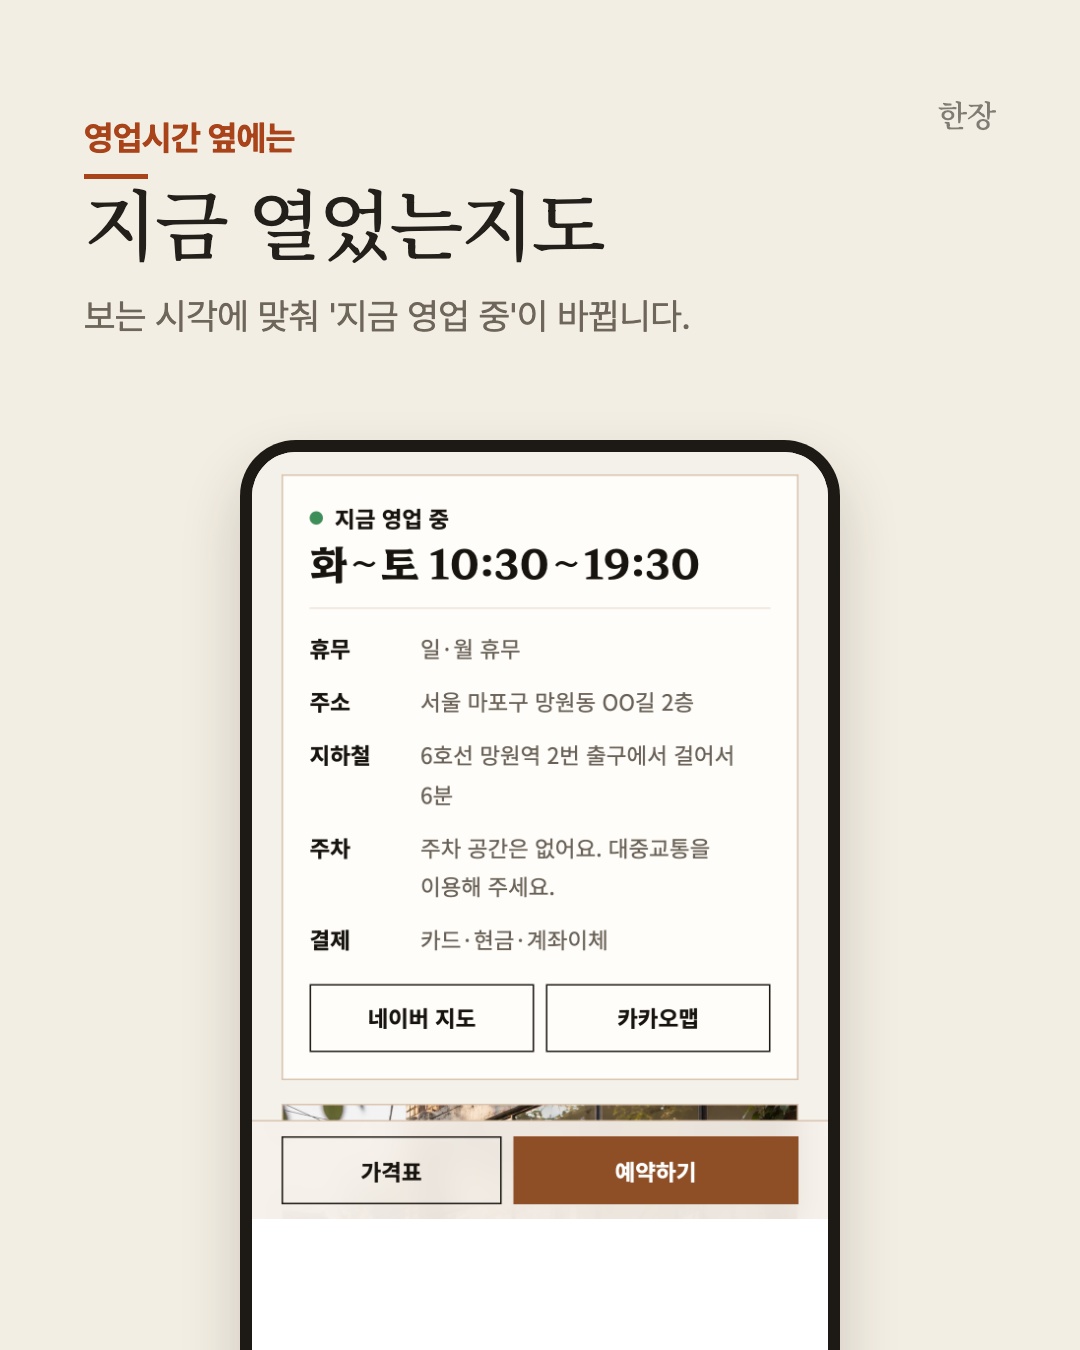 한장
영업시간 옆에는
지금 열었는지도
보는 시각에 맞춰 '지금 영업 중'이 바뀝니다.
지금 영업 중
화~토 10:30~19:30
휴무 일·월 휴무
주소 서울 마포구 망원동 OO길 2층
지하철 6호선 망원역 2번 출구에서 걸어서
6분
주차 주차 공간은 없어요. 대중교통을
이용해 주세요.
결제 카드·현금·계좌이체
네이버 지도 카카오맵
가격표 예약하기